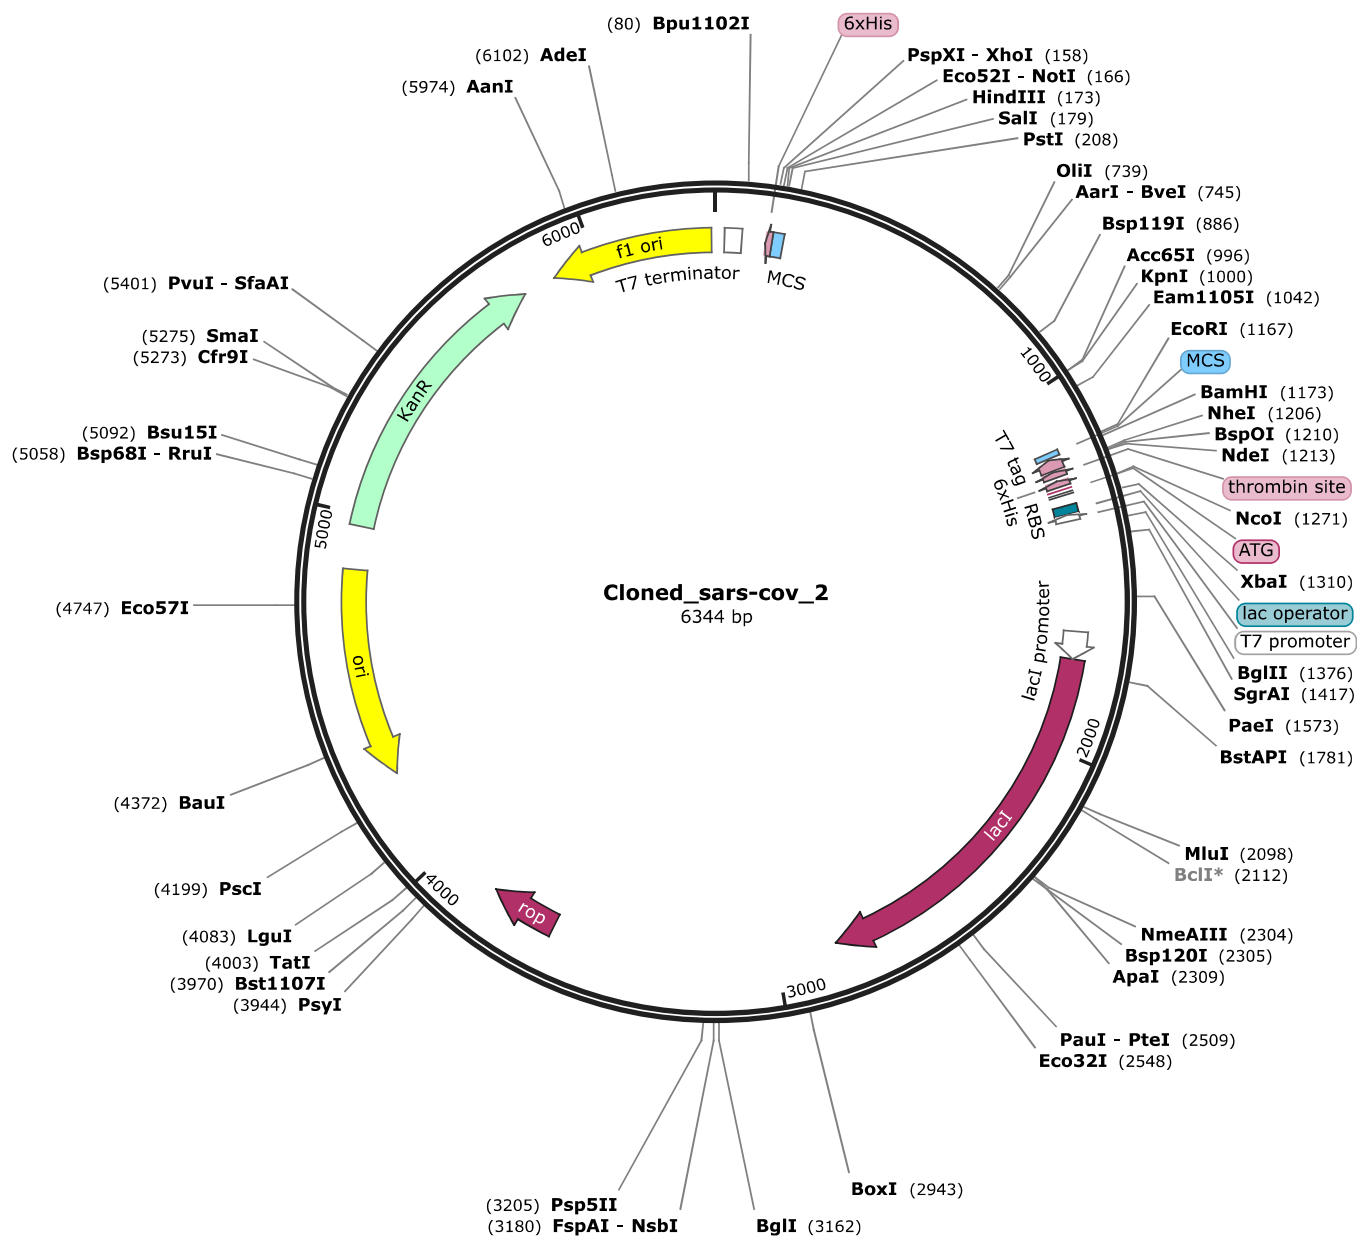 (80) Bpu1102I
6xHis
(6102) AdeI
(5974) AanI
PspXI - XhoI (158)
Eco52I - NotI (166)
HindIII (173)
SalI (179)
PstI (208)
OliI (739)
AarI - BveI (745)
Bsp119I (886)
Acc65I (996)
KpnI (1000)
Eam1105I (1042)
EcoRI (1167)
MCS
BamHI (1173)
NheI (1206)
BspOI (1210)
NdeI (1213)
thrombin site
NcoI (1271)
ATG
XbaI (1310)
lac operator
T7 promoter
BglII (1376)
SgrAI (1417)
PaeI (1573)
BstAPI (1781)
MluI (2098)
BclI* (2112)
NmeAIII (2304)
Bsp120I (2305)
ApaI (2309)
PauI - PteI (2509)
Eco32I (2548)
BoxI (2943)
BglI (3162)
(3180) FspAI - NsbI
(3205) Psp5II
(3944) PsyI
(3970) Bst1107I
(4003) TatI
(4083) LguI
(4199) PscI
(4372) BauI
(4747) Eco57I
(5058) Bsp68I - RruI
(5092) Bsu15I
(5273) Cfr9I
(5275) SmaI
(5401) PvuI - SfaAI
6000
f1 ori
T7 terminator
MCS
1000
T7 tag
6xHis
RBS
lacI promoter
2000
lacI
3000
rop
4000
ori
5000
KanR
Cloned_sars-cov_2
6344 bp